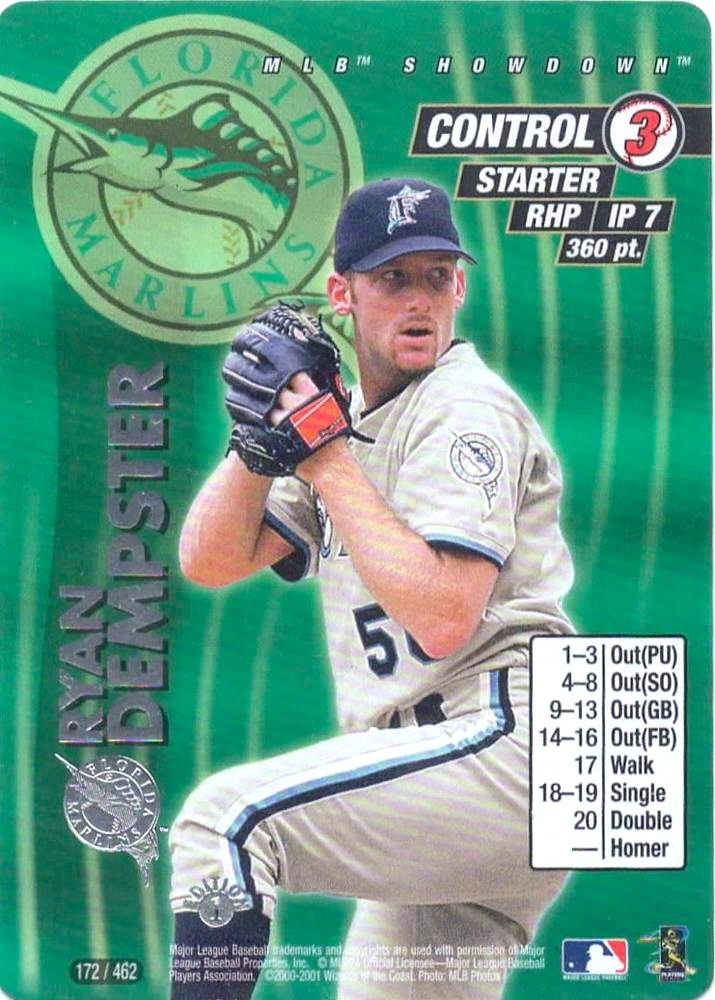 MLB™ SHOWDOWN™
FLORIDA
MARLINS
CONTROL 3
STARTER
RHP IP 7
360 pt.
F
RYAN
DEMPSTER
FLORIDA
MARLINS
1–3 Out(PU)
4–8 Out(SO)
9–13 Out(GB)
14–16 Out(FB)
17 Walk
18–19 Single
20 Double
— Homer
EDITION
1
172 / 462
Major League Baseball trademarks and copyrights are used with permission of Major
League Baseball Properties, Inc. © MLBPA Official Licensee—Major League Baseball
Players Association. ©2000-2001 Wizards of the Coast. Photo: MLB Photos
MAJOR LEAGUE BASEBALL